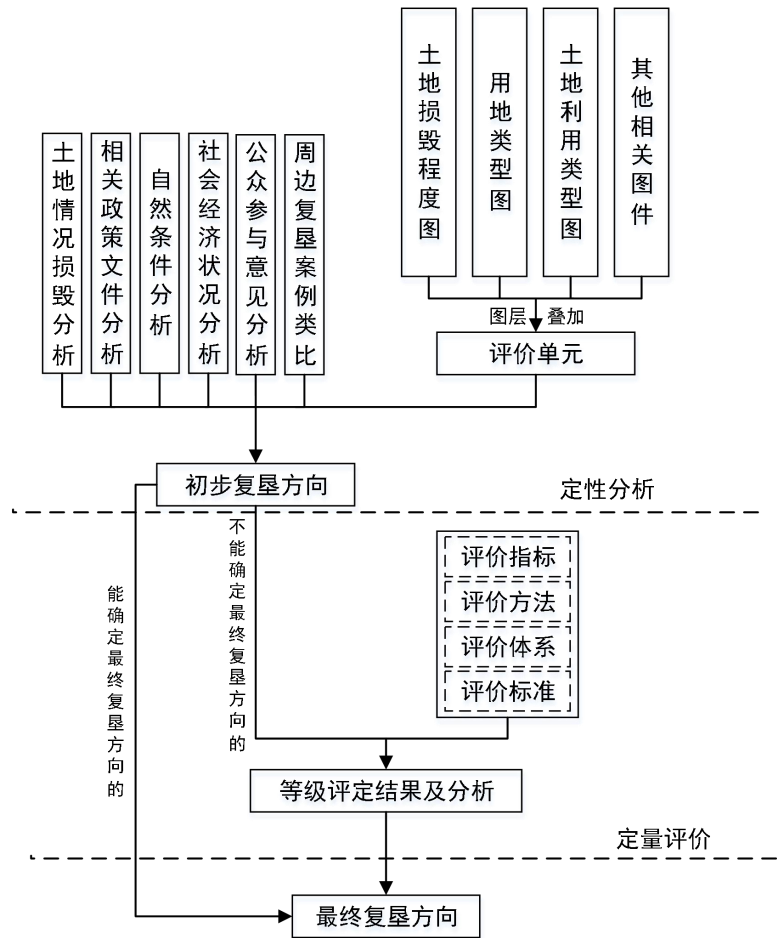 土地损毁程度图
用地类型图
土地利用类型图
其他相关图件
土地情况损毁分析
相关政策文件分析
自然条件分析
社会经济状况分析
公众参与意见分析
周边复垦案例类比
图层 叠加
评价单元
初步复垦方向
定性分析
不能确定最终复垦方向的
能确定最终复垦方向的
评价指标
评价方法
评价体系
评价标准
等级评定结果及分析
定量评价
最终复垦方向